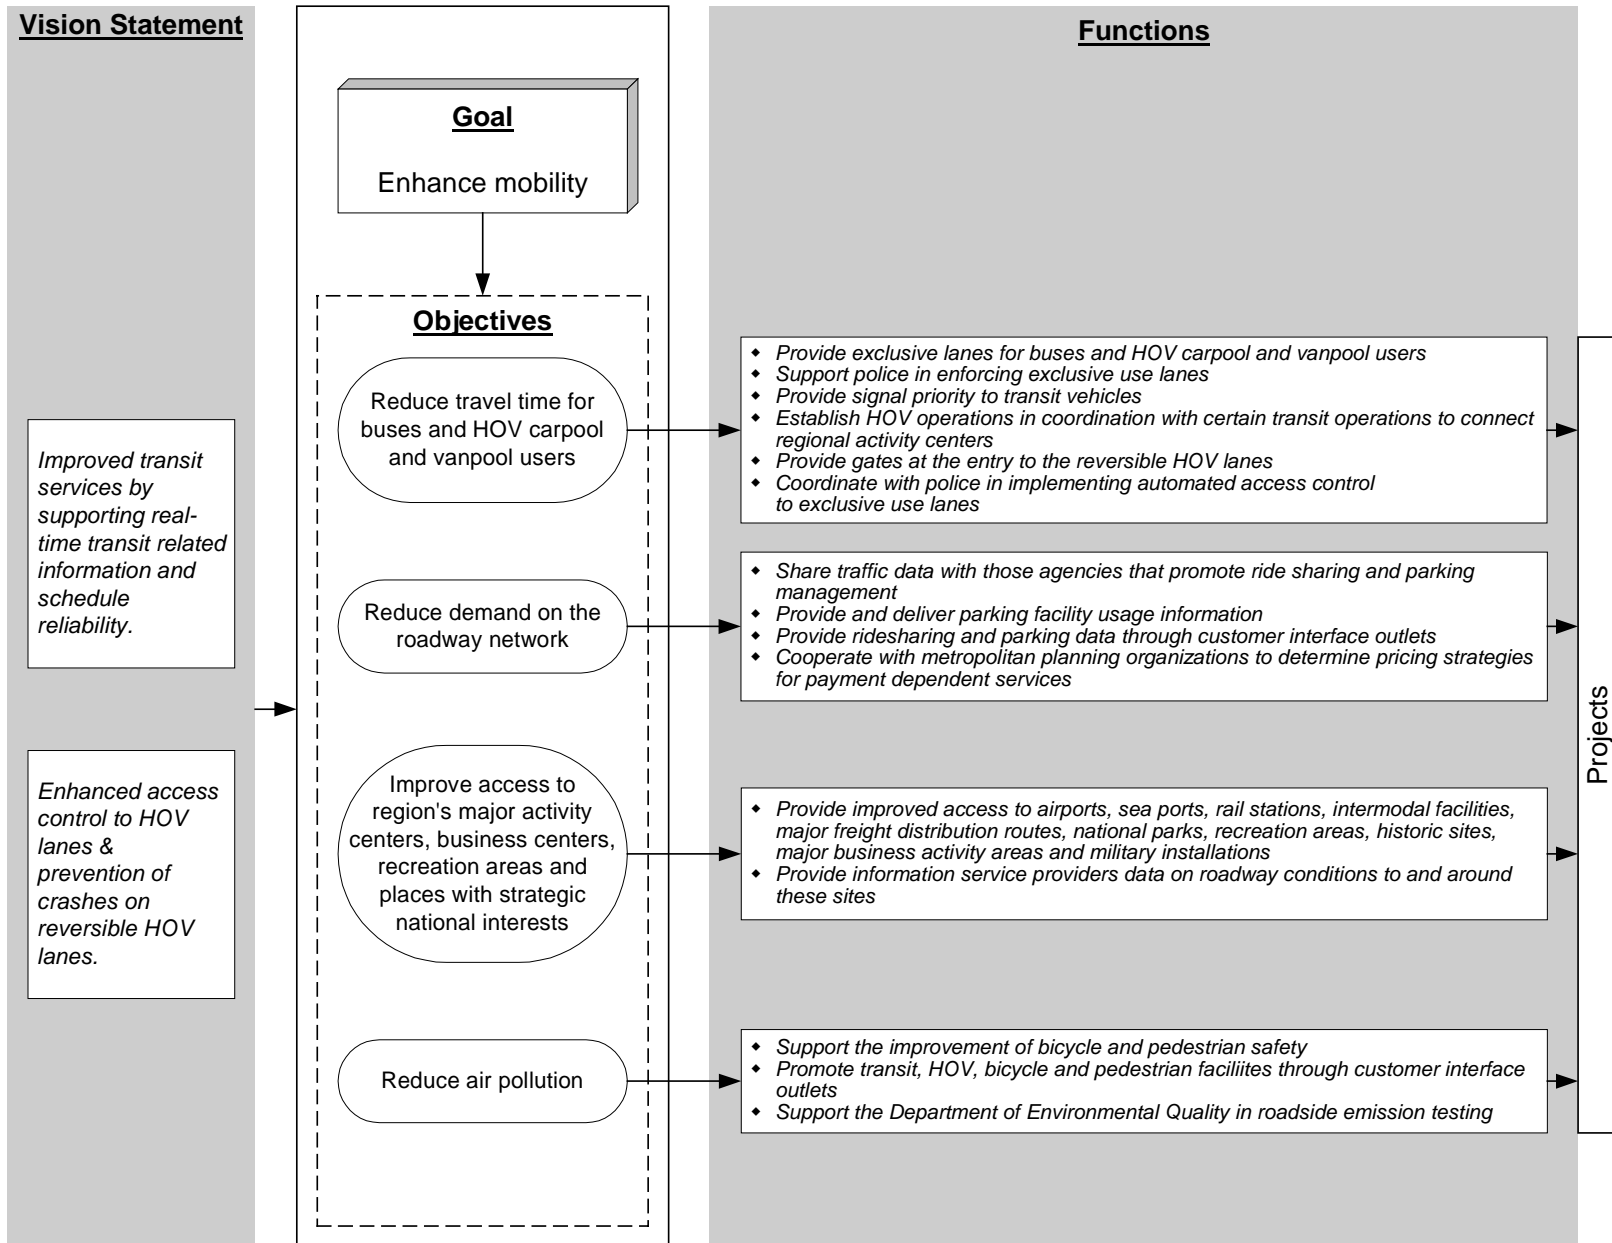 Vision Statement
Improved transit
services by
supporting real-
time transit related
information and
schedule
reliability.
Enhanced access
control to HOV
lanes &
prevention of
crashes on
reversible HOV
lanes.
Goal
Enhance mobility
Objectives
Reduce travel time for
buses and HOV carpool
and vanpool users
Reduce demand on the
roadway network
Improve access to
region's major activity
centers, business centers,
recreation areas and
places with strategic
national interests
Reduce air pollution
Functions
◆ Provide exclusive lanes for buses and HOV carpool and vanpool users
◆ Support police in enforcing exclusive use lanes
◆ Provide signal priority to transit vehicles
◆ Establish HOV operations in coordination with certain transit operations to connect
regional activity centers
◆ Provide gates at the entry to the reversible HOV lanes
◆ Coordinate with police in implementing automated access control
to exclusive use lanes
◆ Share traffic data with those agencies that promote ride sharing and parking
management
◆ Provide and deliver parking facility usage information
◆ Provide ridesharing and parking data through customer interface outlets
◆ Cooperate with metropolitan planning organizations to determine pricing strategies
for payment dependent services
◆ Provide improved access to airports, sea ports, rail stations, intermodal facilities,
major freight distribution routes, national parks, recreation areas, historic sites,
major business activity areas and military installations
◆ Provide information service providers data on roadway conditions to and around
these sites
◆ Support the improvement of bicycle and pedestrian safety
◆ Promote transit, HOV, bicycle and pedestrian faciliites through customer interface
outlets
◆ Support the Department of Environmental Quality in roadside emission testing
Projects